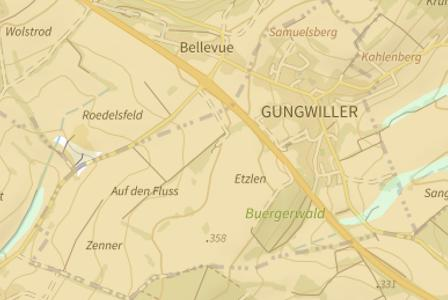 Wolstrod
Samuelsberg
Bellevue
Kahlenberg
Roedelsfeld
GUNGWILLER
Auf den Fluss
Etzlen
Buergerwald
.358
Zenner
.331